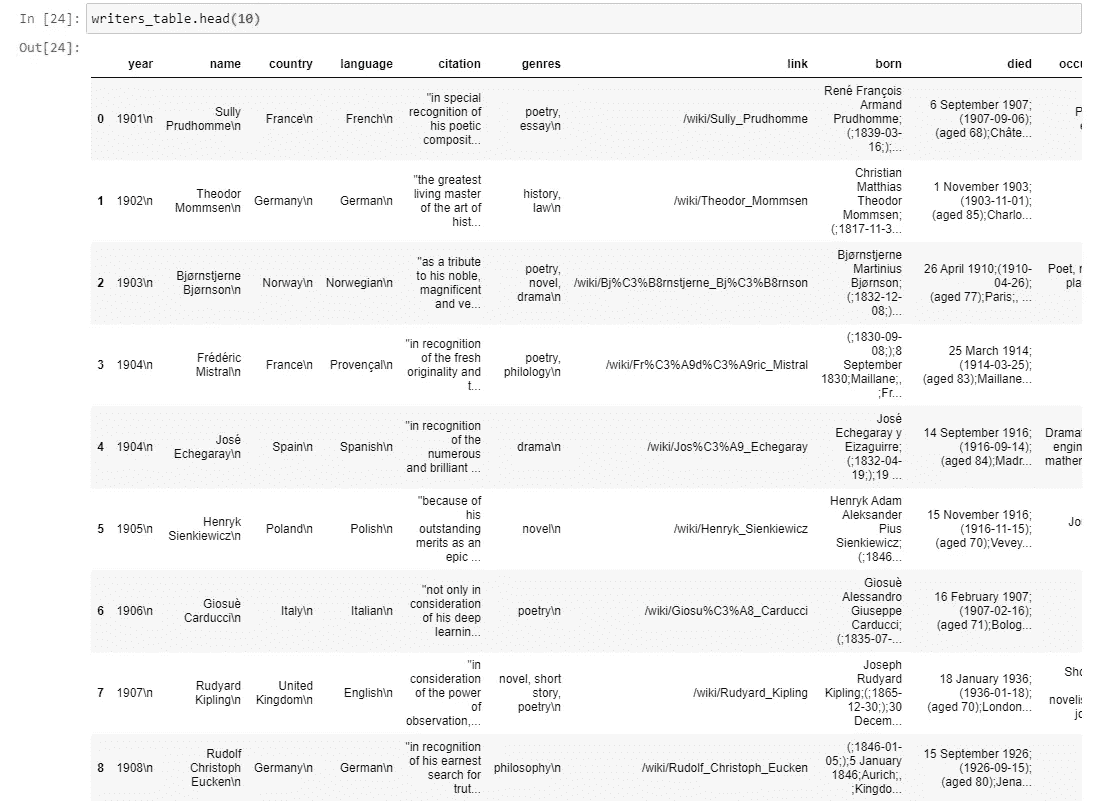 In [24]: writers_table.head(10)
Out[24]:
year name country language citation genres link born died occu
0
1901\n
Sully
Prudhomme\n
France\n
French\n
"in special
recognition of
his poetic
composit...
poetry,
essay\n
/wiki/Sully_Prudhomme
René François
Armand
Prudhomme;
(;1839-03-
16;);...
6 September 1907;
(1907-09-06);
(aged 68);Châte...
P
e
1
1902\n
Theodor
Mommsen\n
Germany\n
German\n
"the greatest
living master
of the art of
hist...
history,
law\n
/wiki/Theodor_Mommsen
Christian
Matthias
Theodor
Mommsen;
(;1817-11-3...
1 November 1903;
(1903-11-01);
(aged 85);Charlo...
2
1903\n
Bjørnstjerne
Bjørnson\n
Norway\n
Norwegian\n
"as a tribute
to his noble,
magnificent
and ve...
poetry,
novel,
drama\n
/wiki/Bj%C3%B8rnstjerne_Bj%C3%B8rnson
Bjørnstjerne
Martinius
Bjørnson;
(;1832-12-
08;)...
26 April 1910;(1910-
04-26);
(aged 77);Paris;, ...
Poet,
pla
3
1904\n
Frédéric
Mistral\n
France\n
Provençal\n
"in recognition
of the fresh
originality and
t...
poetry,
philology\n
/wiki/Fr%C3%A9d%C3%A9ric_Mistral
(;1830-09-
08;);8
September
1830;Maillane;,
;Fr...
25 March 1914;
(1914-03-25);
(aged 83);Maillane...
4
1904\n
José
Echegaray\n
Spain\n
Spanish\n
"in recognition
of the
numerous
and brilliant ...
drama\n
/wiki/Jos%C3%A9_Echegaray
José
Echegaray y
Eizaguirre;
(;1832-04-
19;);19 ...
14 September 1916;
(1916-09-14);
(aged 84);Madr...
Drama
engin
mather
5
1905\n
Henryk
Sienkiewicz\n
Poland\n
Polish\n
"because of
his
outstanding
merits as an
epic ...
novel\n
/wiki/Henryk_Sienkiewicz
Henryk Adam
Aleksander
Pius
Sienkiewicz;
(;1846...
15 November 1916;
(1916-11-15);
(aged 70);Vevey...
Jo
6
1906\n
Giosuè
Carducci\n
Italy\n
Italian\n
"not only in
consideration
of his deep
learnin...
poetry\n
/wiki/Giosu%C3%A8_Carducci
Giosuè
Alessandro
Giuseppe
Carducci;
(;1835-07-...
16 February 1907;
(1907-02-16);
(aged 71);Bolog...
7
1907\n
Rudyard
Kipling\n
United
Kingdom\n
English\n
"in
consideration
of the power
of
observation,...
novel, short
story,
poetry\n
/wiki/Rudyard_Kipling
Joseph
Rudyard
Kipling;(;1865-
12-30;);30
Decem...
18 January 1936;
(1936-01-18);
(aged 70);London...
Sho
novelis
jo
8
1908\n
Rudolf
Christoph
Eucken\n
Germany\n
German\n
"in recognition
of his earnest
search for
trut...
philosophy\n
/wiki/Rudolf_Christoph_Eucken
(;1846-01-
05;);5 January
1846;Aurich;,
;Kingdo...
15 September 1926;
(1926-09-15);
(aged 80);Jena...